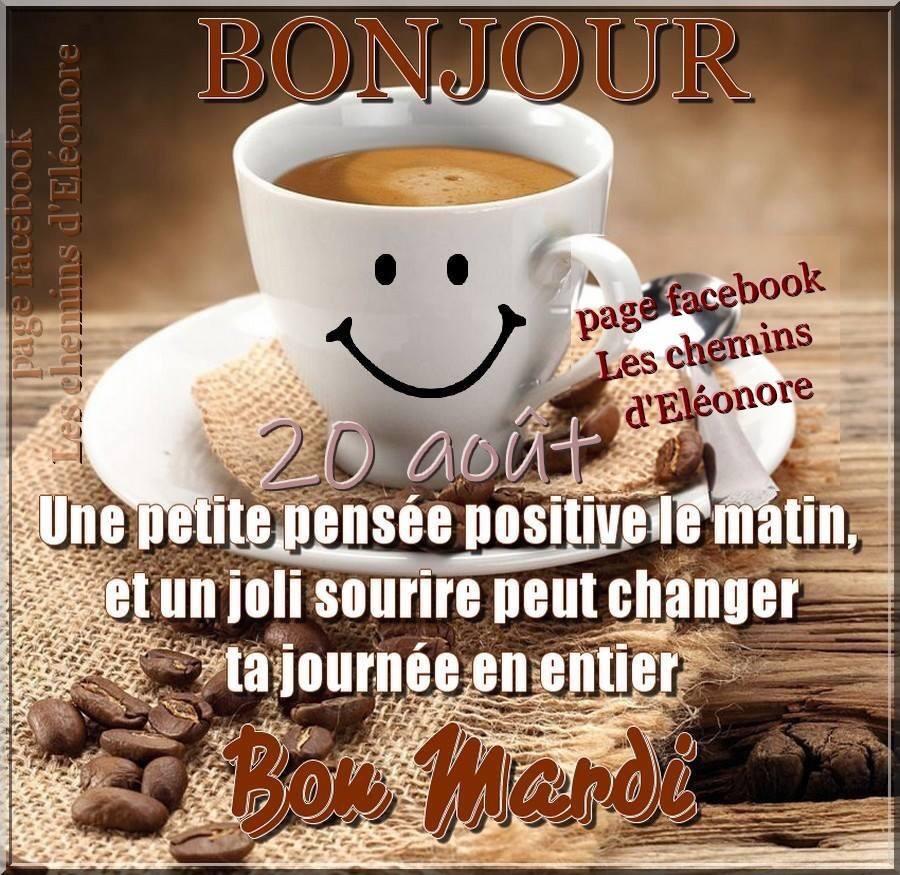 BONJOUR
page facebook
Les chemins d'Eléonore
page facebook
Les chemins
d'Eléonore
20 août
Une petite pensée positive le matin,
et un joli sourire peut changer
ta journée en entier
Bon Mardi